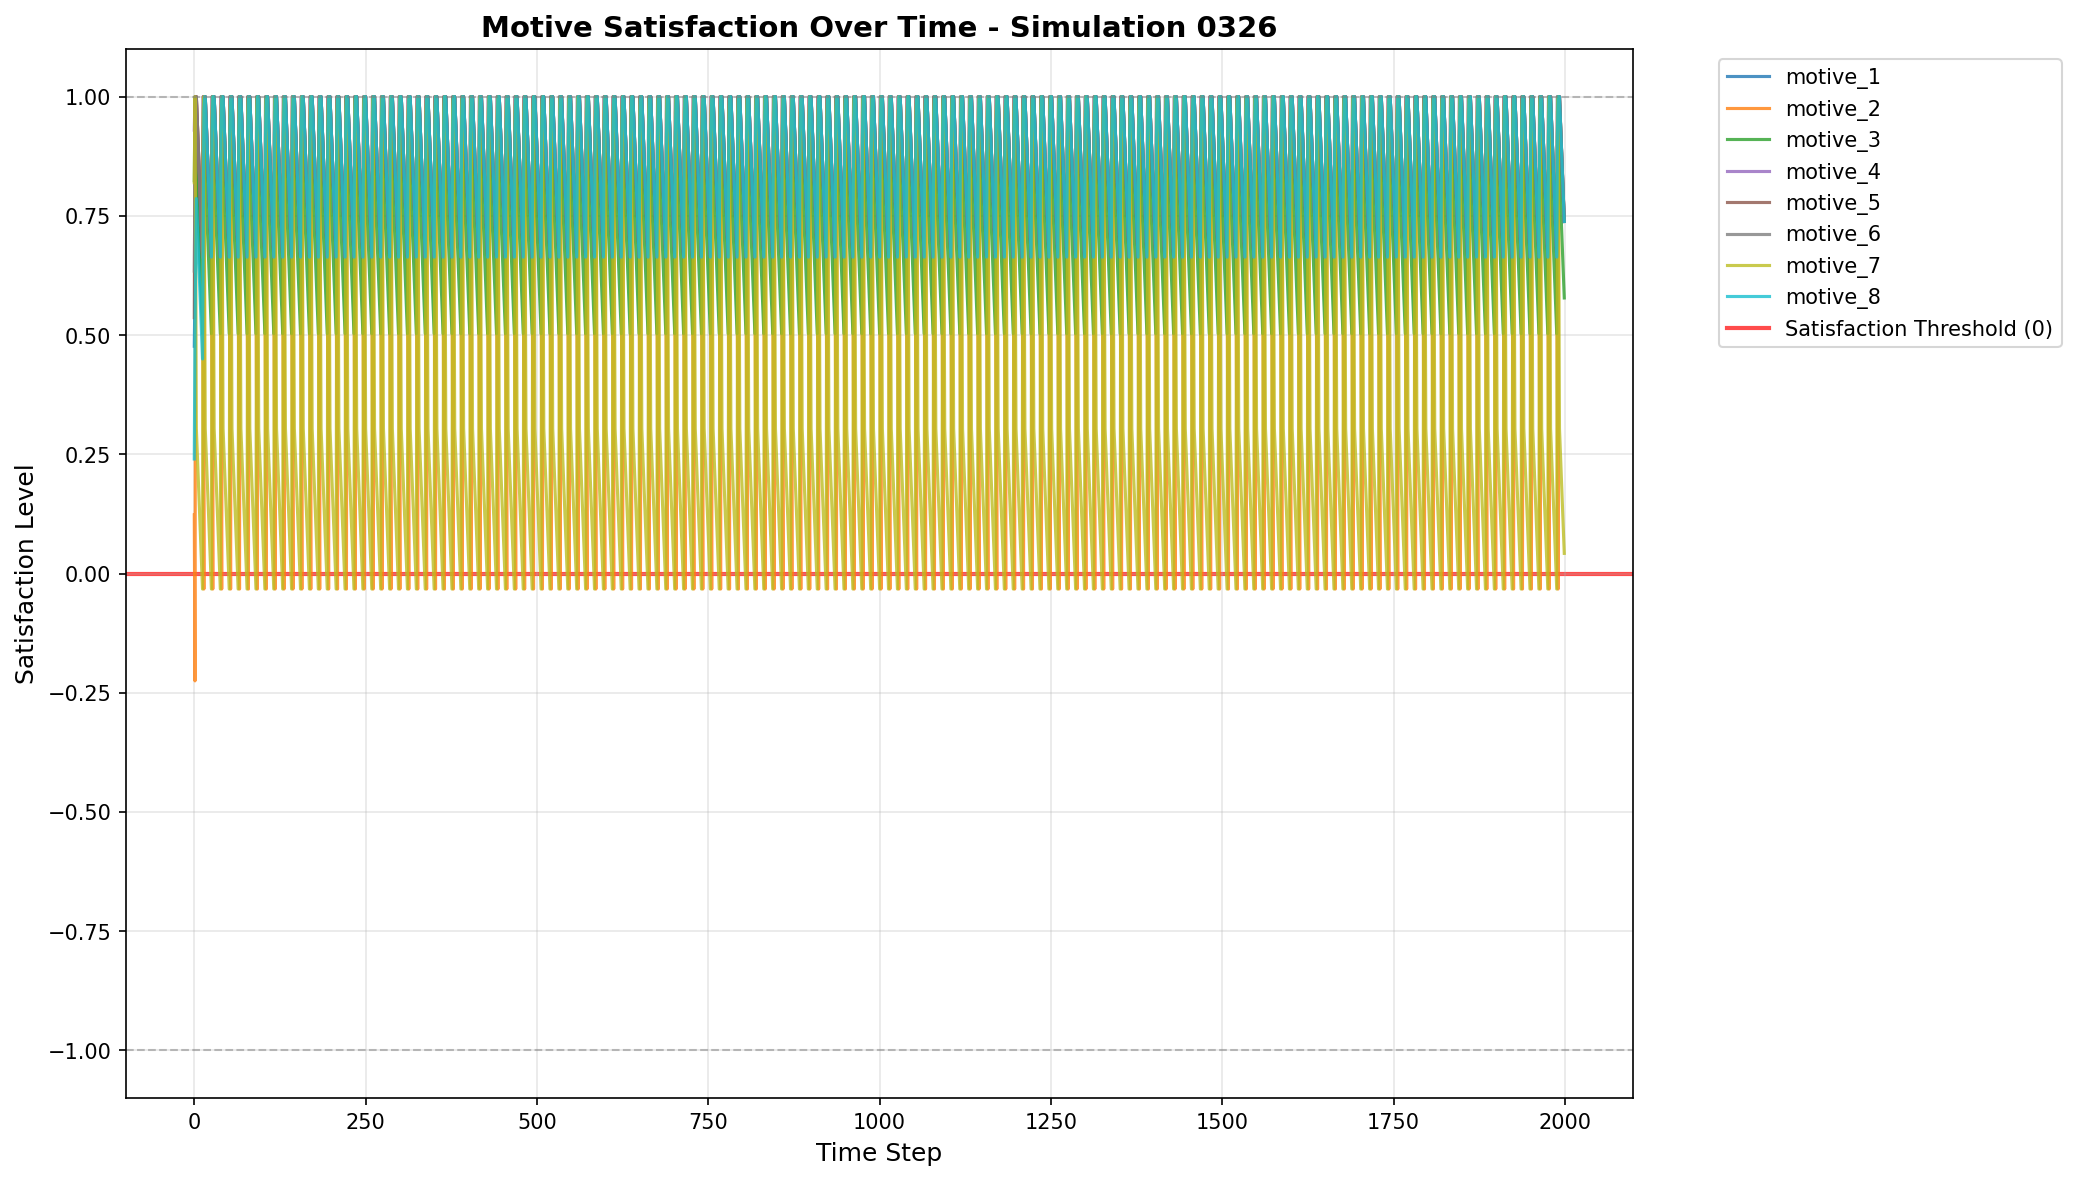 Motive Satisfaction Over Time - Simulation 0326
Satisfaction Level
1.00
0.75
0.50
0.25
0.00
−0.25
−0.50
−0.75
−1.00
0 250 500 750 1000 1250 1500 1750 2000
Time Step
motive_1
motive_2
motive_3
motive_4
motive_5
motive_6
motive_7
motive_8
Satisfaction Threshold (0)